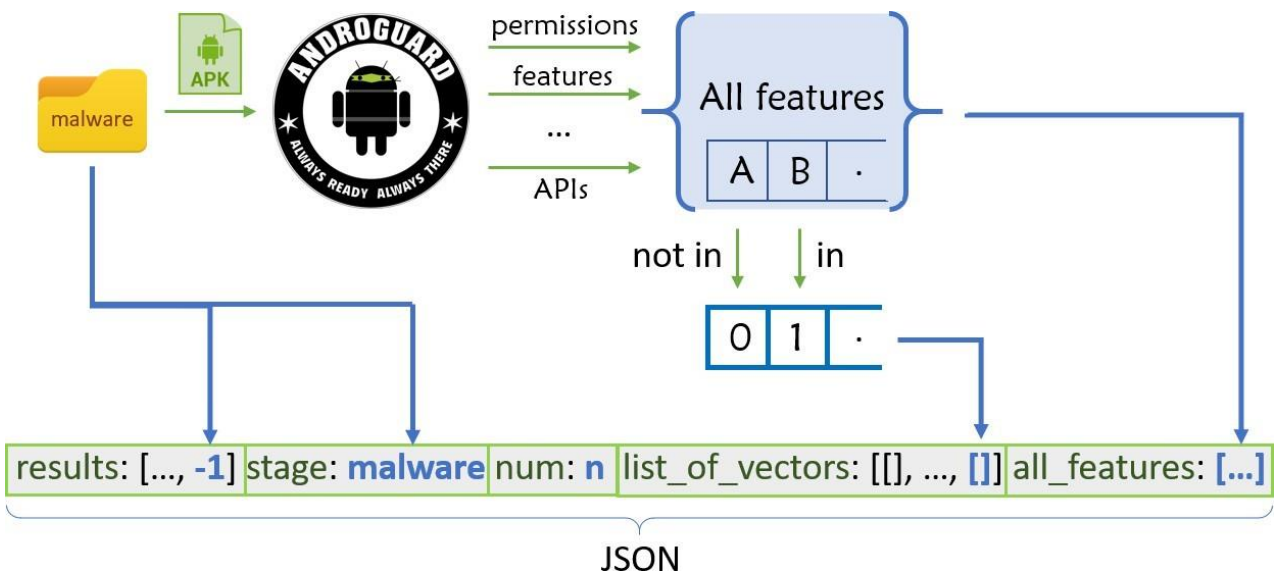 malware
APK
ANDROGUARD
ALWAYS READY ALWAYS THERE
permissions
features
...
APIs
All features
A B .
not in in
0 1 .
results: [..., -1] stage: malware num: n list_of_vectors: [[], ..., []] all_features: [...]
JSON